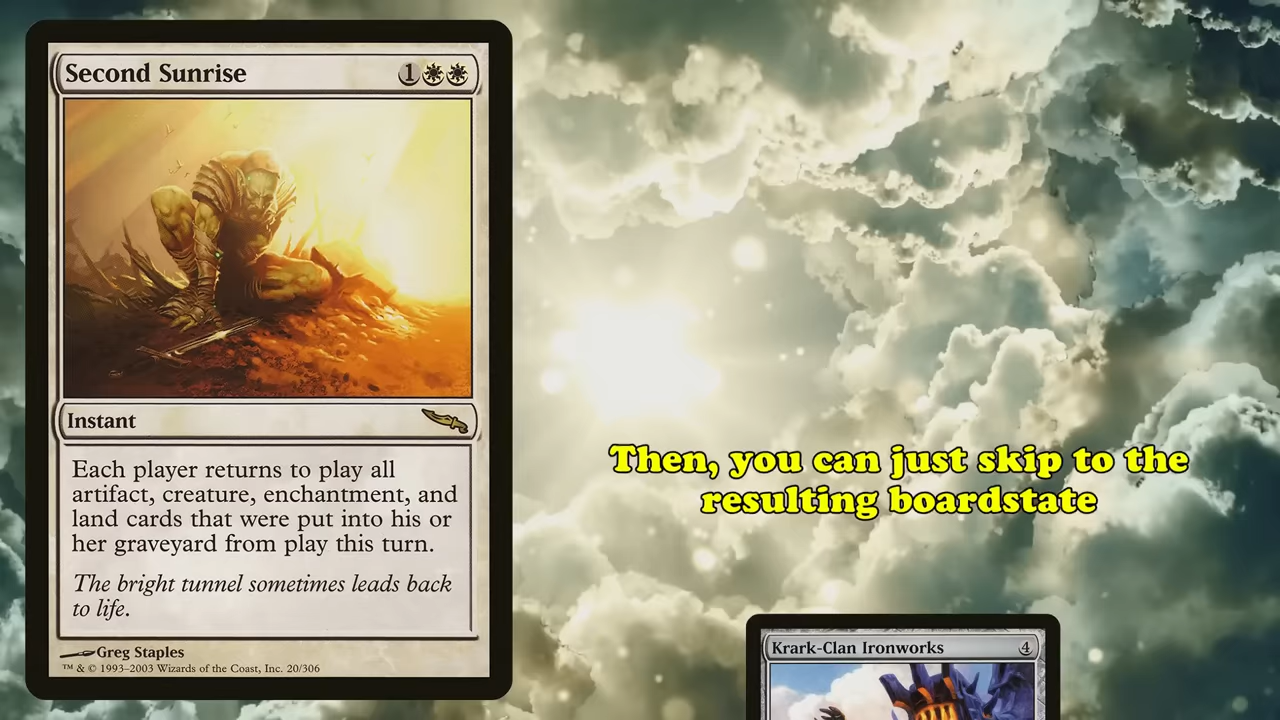 Second Sunrise 1
Instant
Each player returns to play all
artifact, creature, enchantment, and
land cards that were put into his or
her graveyard from play this turn.
The bright tunnel sometimes leads back
to life.
Greg Staples
™ & © 1993–2003 Wizards of the Coast, Inc. 20/306
Then, you can just skip to the
resulting boardstate
Krark-Clan Ironworks 4